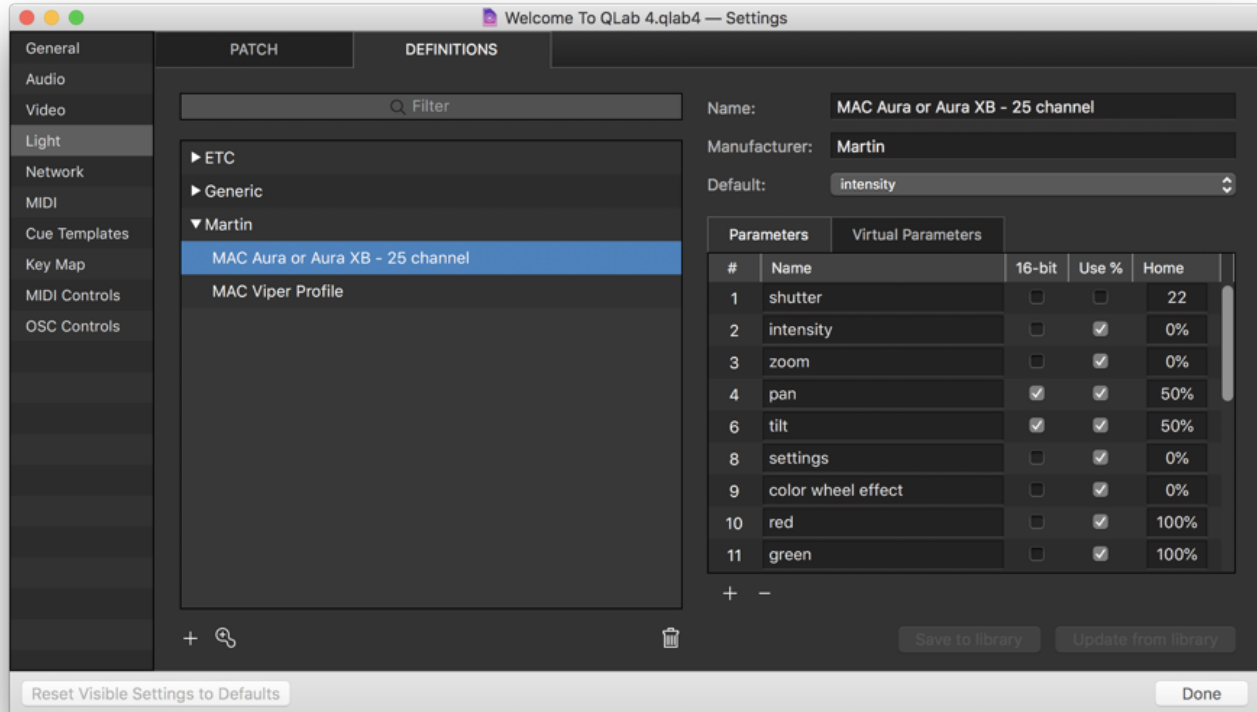 Welcome To QLab 4.qlab4 — Settings
General
Audio
Video
Light
Network
MIDI
Cue Templates
Key Map
MIDI Controls
OSC Controls
PATCH
DEFINITIONS
Filter
ETC
Generic
Martin
MAC Aura or Aura XB - 25 channel
MAC Viper Profile
Name: MAC Aura or Aura XB - 25 channel
Manufacturer: Martin
Default: intensity
Parameters Virtual Parameters
# Name 16-bit Use % Home
1 shutter 22
2 intensity 0%
3 zoom 0%
4 pan 50%
6 tilt 50%
8 settings 0%
9 color wheel effect 0%
10 red 100%
11 green 100%
Save to library Update from library
Reset Visible Settings to Defaults
Done